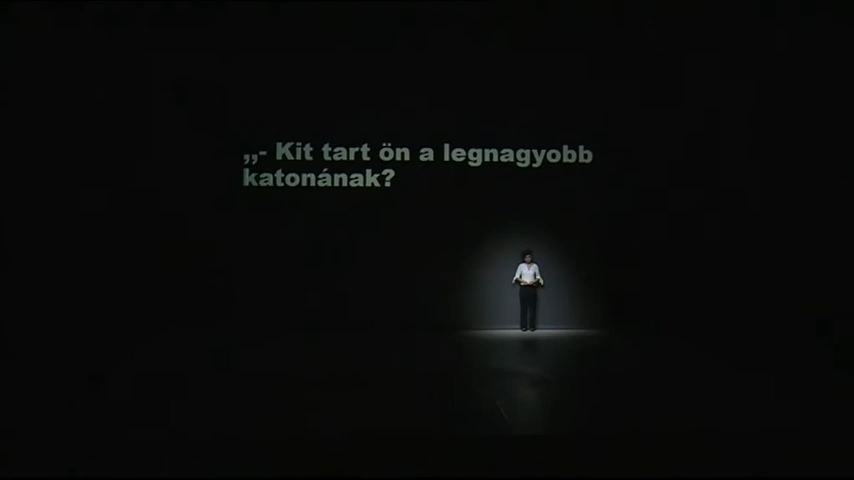 „- Kit tart ön a legnagyobb
katonának?